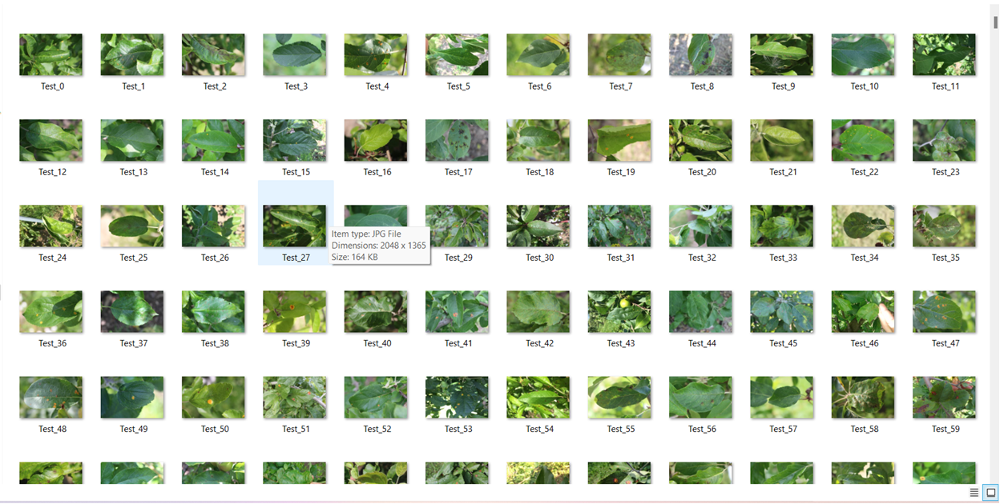 Test_0 Test_1 Test_2 Test_3 Test_4 Test_5 Test_6 Test_7 Test_8 Test_9 Test_10 Test_11
Test_12 Test_13 Test_14 Test_15 Test_16 Test_17 Test_18 Test_19 Test_20 Test_21 Test_22 Test_23
Item type: JPG File
Dimensions: 2048 x 1365
Size: 164 KB
Test_24 Test_25 Test_26 Test_27 Test_29 Test_30 Test_31 Test_32 Test_33 Test_34 Test_35
Test_36 Test_37 Test_38 Test_39 Test_40 Test_41 Test_42 Test_43 Test_44 Test_45 Test_46 Test_47
Test_48 Test_49 Test_50 Test_51 Test_52 Test_53 Test_54 Test_55 Test_56 Test_57 Test_58 Test_59